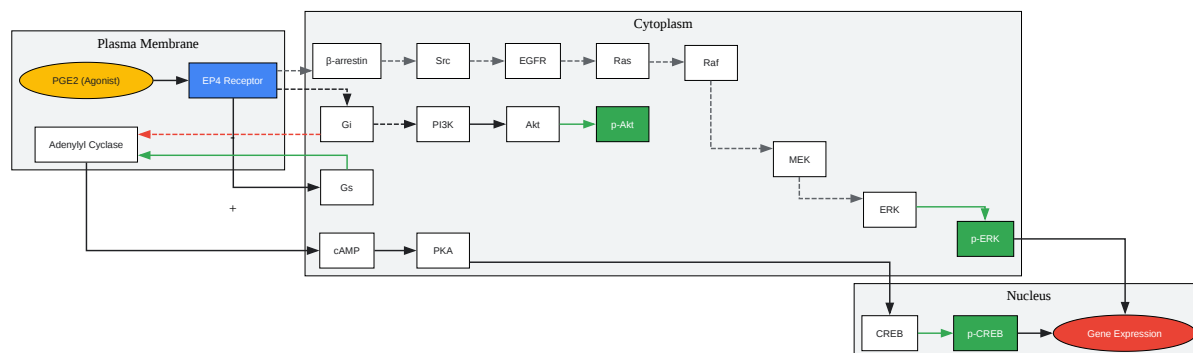 Cytoplasm
Plasma Membrane
β-arrestin
Src
EGFR
Ras
Raf
PGE2 (Agonist)
EP4 Receptor
Gi
PI3K
Akt
p-Akt
-
Adenylyl Cyclase
MEK
Gs
+
ERK
p-ERK
cAMP
PKA
Nucleus
CREB
p-CREB
Gene Expression